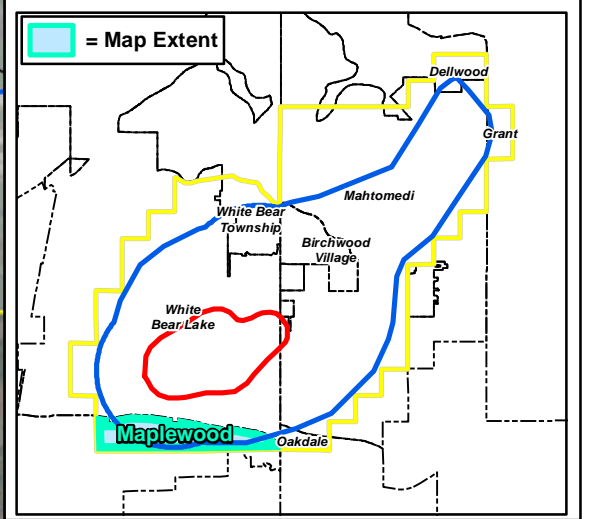 = Map Extent
Dellwood
Grant
Mahtomedi
White Bear
Township
Birchwood
Village
White
Bear Lake
Maplewood
Oakdale